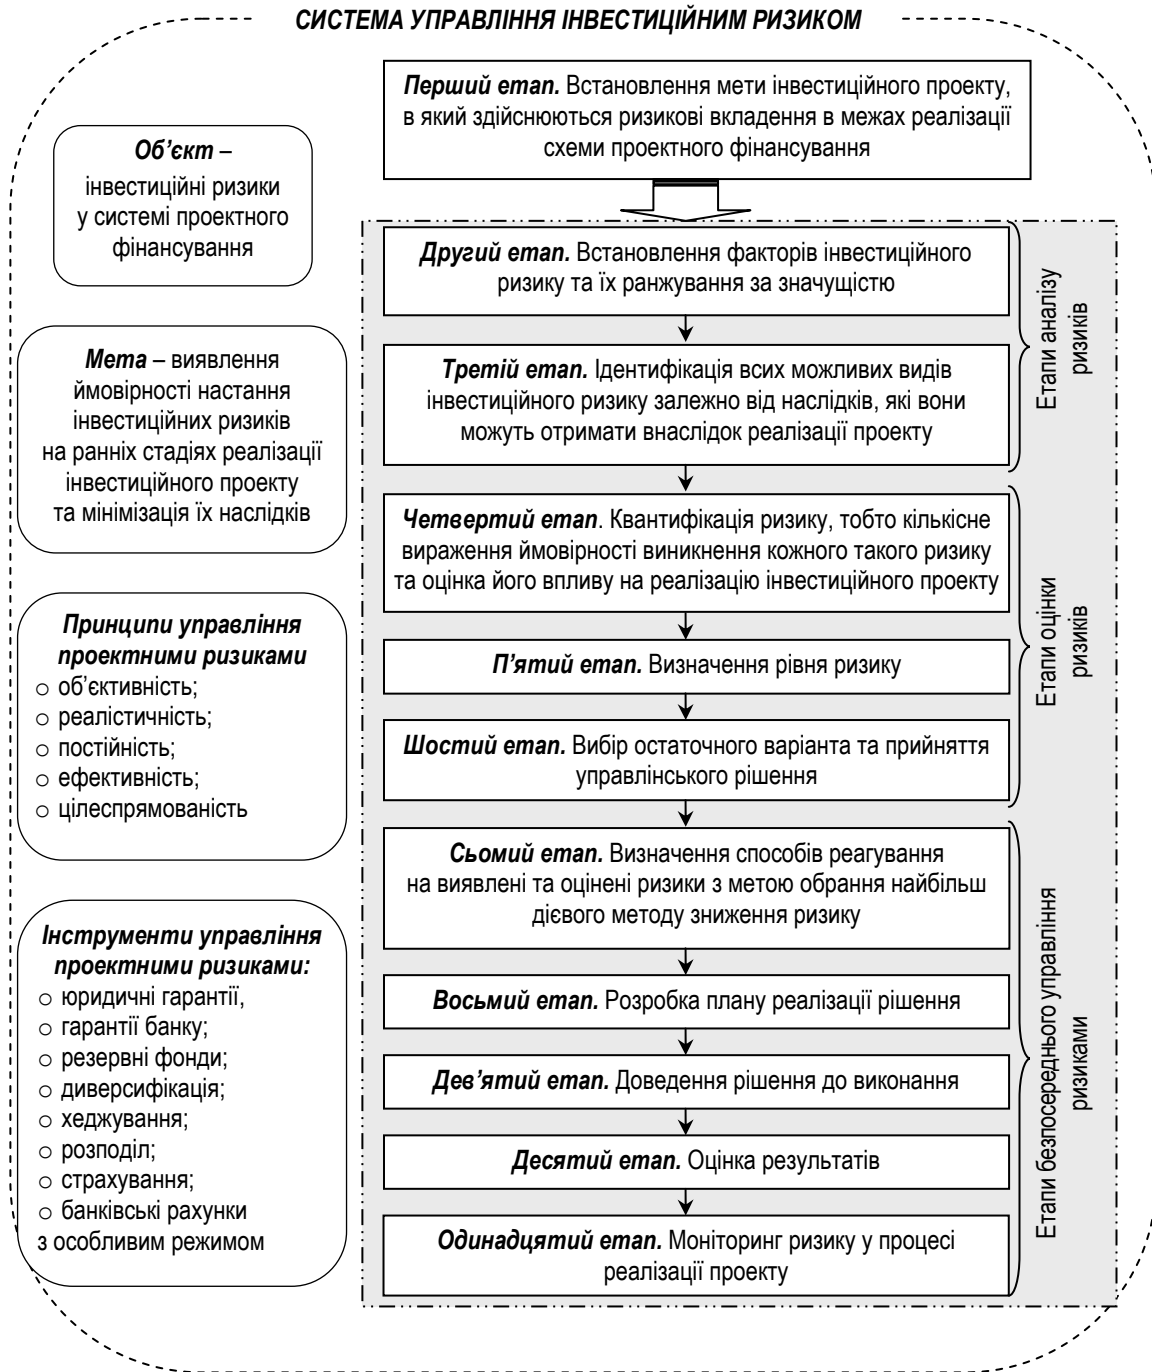 СИСТЕМА УПРАВЛІННЯ ІНВЕСТИЦІЙНИМ РИЗИКОМ
Об’єкт –
інвестиційні ризики
у системі проектного
фінансування
Мета – виявлення
ймовірності настання
інвестиційних ризиків
на ранніх стадіях реалізації
інвестиційного проекту
та мінімізація їх наслідків
Принципи управління
проектними ризиками
○ об’єктивність;
○ реалістичність;
○ постійність;
○ ефективність;
○ цілеспрямованість
Інструменти управління
проектними ризиками:
○ юридичні гарантії,
○ гарантії банку;
○ резервні фонди;
○ диверсифікація;
○ хеджування;
○ розподіл;
○ страхування;
○ банківські рахунки
з особливим режимом
Перший етап. Встановлення мети інвестиційного проекту,
в який здійснюються ризикові вкладення в межах реалізації
схеми проектного фінансування
Другий етап. Встановлення факторів інвестиційного
ризику та їх ранжування за значущістю
Третій етап. Ідентифікація всих можливих видів
інвестиційного ризику залежно від наслідків, які вони
можуть отримати внаслідок реалізації проекту
Четвертий етап. Квантифікація ризику, тобто кількісне
вираження ймовірності виникнення кожного такого ризику
та оцінка його впливу на реалізацію інвестиційного проекту
П’ятий етап. Визначення рівня ризику
Шостий етап. Вибір остаточного варіанта та прийняття
управлінського рішення
Сьомий етап. Визначення способів реагування
на виявлені та оцінені ризики з метою обрання найбільш
дієвого методу зниження ризику
Восьмий етап. Розробка плану реалізації рішення
Дев’ятий етап. Доведення рішення до виконання
Десятий етап. Оцінка результатів
Одинадцятий етап. Моніторинг ризику у процесі
реалізації проекту
Етапи аналізу
ризиків
Етапи оцінки
ризиків
Етапи безпосереднього управління
ризиками